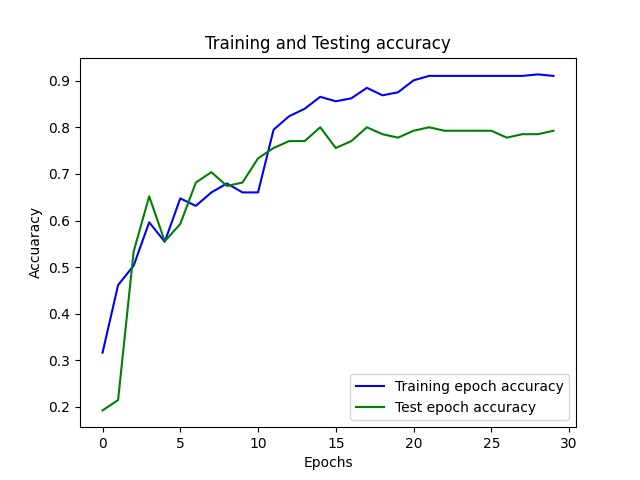 Training and Testing accuracy
0.9
0.8
0.7
0.6
0.5
0.4
0.3
0.2
Accuaracy
Training epoch accuracy
Test epoch accuracy
0 5 10 15 20 25 30
Epochs